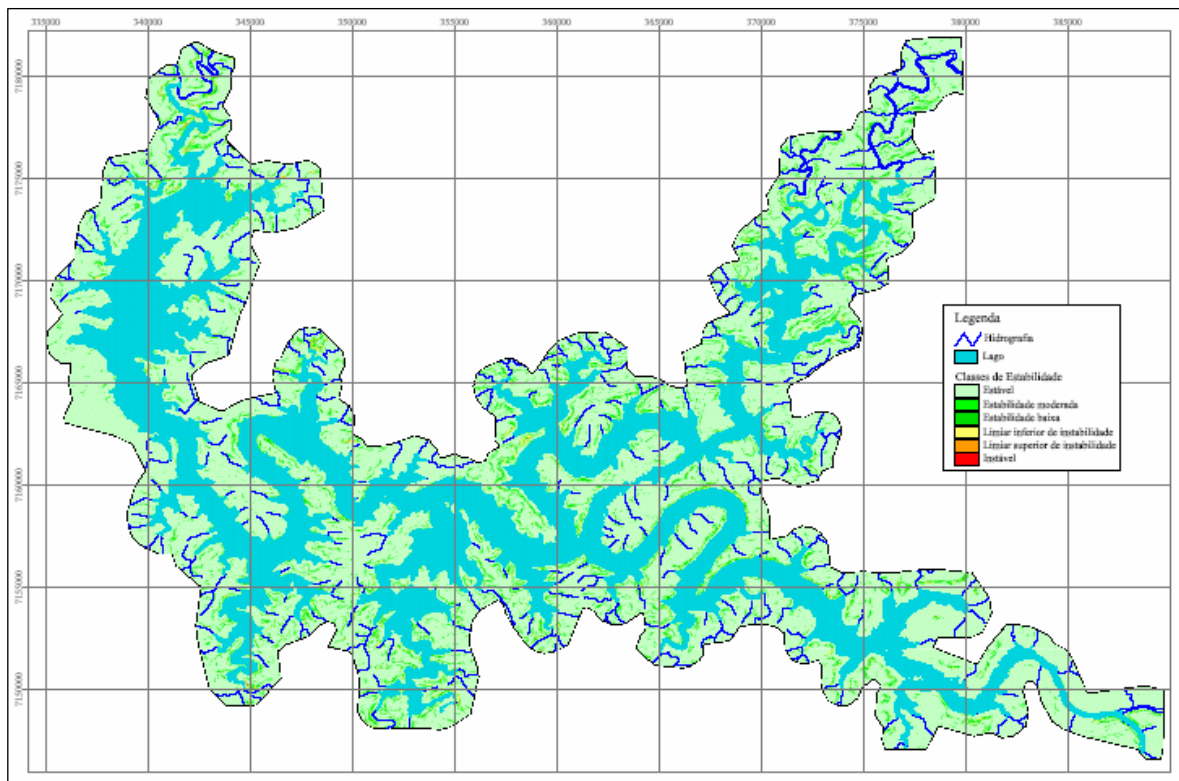 335000 340000 345000 350000 355000 360000 365000 370000 375000 380000 385000
7180000
7175000
7170000
7165000
7160000
7155000
7150000
Legenda
Hidrografia
Lago
Classes de Estabilidade
Estável
Estabilidade moderada
Estabilidade baixa
Limiar inferior de instabilidade
Limiar superior de instabilidade
Instável